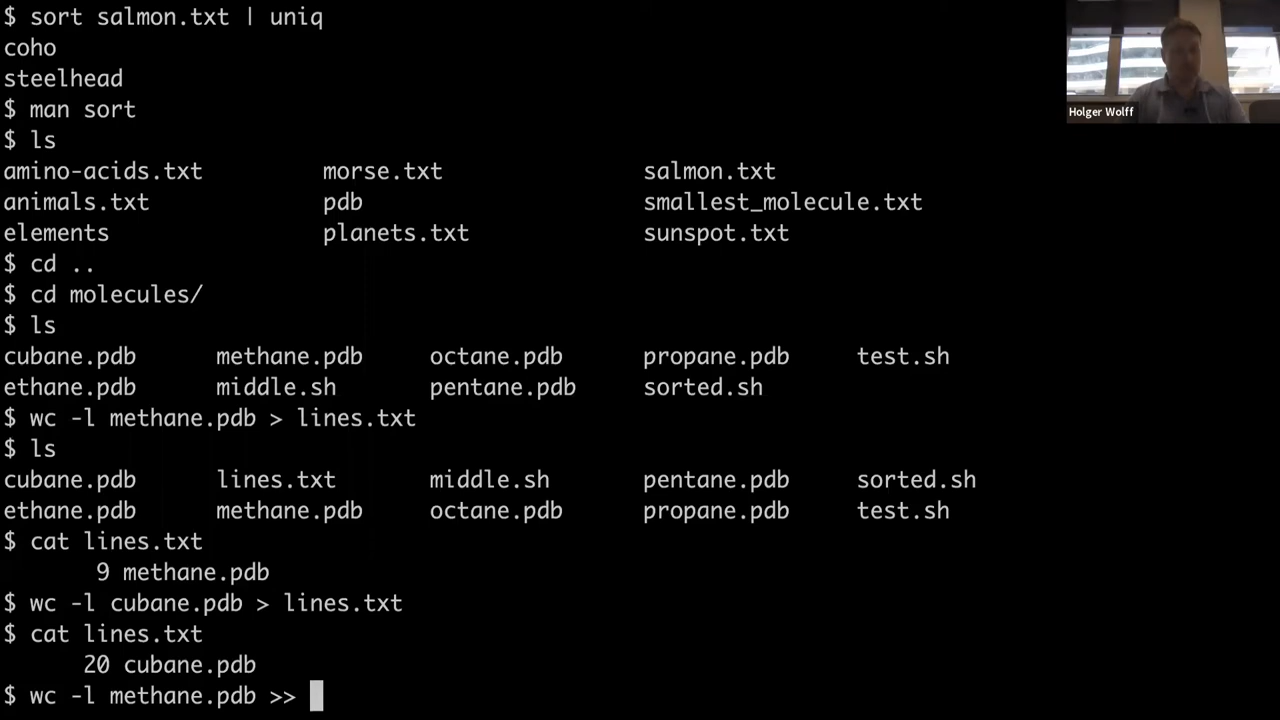 $ sort salmon.txt | uniq
coho
steelhead
$ man sort
$ ls
amino-acids.txt morse.txt salmon.txt
animals.txt pdb smallest_molecule.txt
elements planets.txt sunspot.txt
$ cd ..
$ cd molecules/
$ ls
cubane.pdb methane.pdb octane.pdb propane.pdb test.sh
ethane.pdb middle.sh pentane.pdb sorted.sh
$ wc -l methane.pdb > lines.txt
$ ls
cubane.pdb lines.txt middle.sh pentane.pdb sorted.sh
ethane.pdb methane.pdb octane.pdb propane.pdb test.sh
$ cat lines.txt
9 methane.pdb
$ wc -l cubane.pdb > lines.txt
$ cat lines.txt
20 cubane.pdb
$ wc -l methane.pdb >>
Holger Wolff